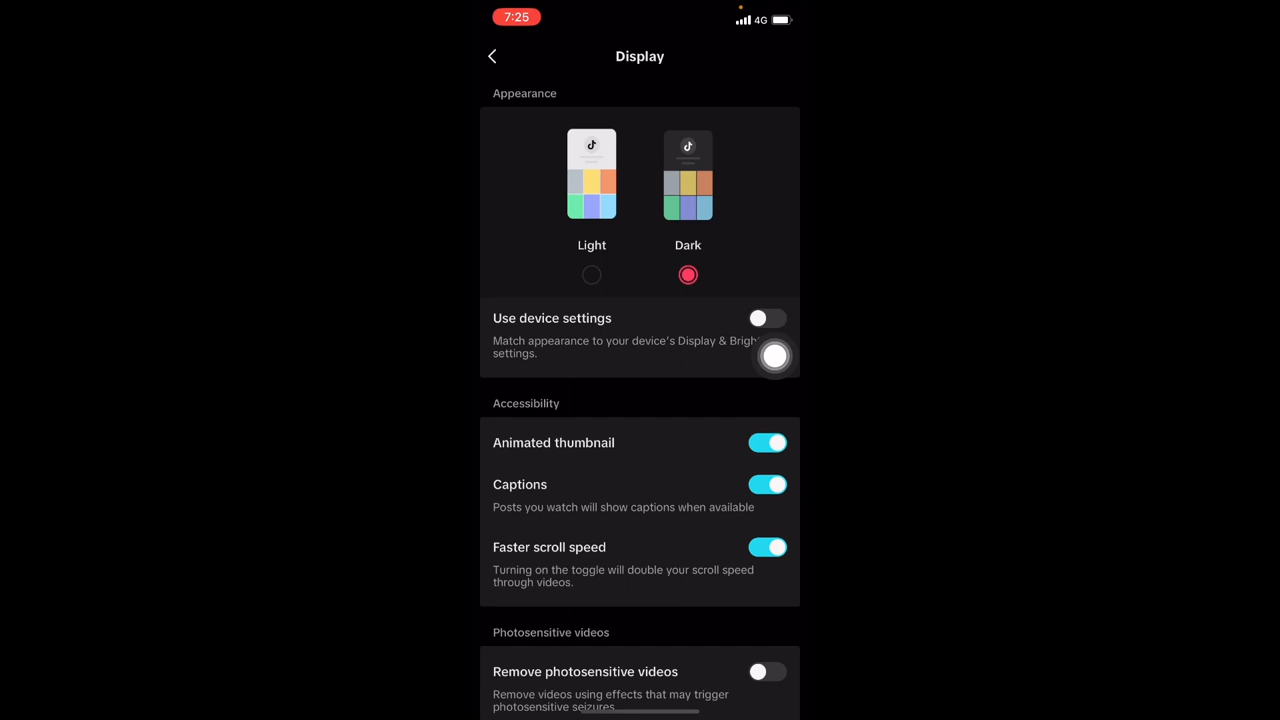 7:25
4G
Display
Appearance
Light
Dark
Use device settings
Match appearance to your device's Display & Brigh
settings.
Accessibility
Animated thumbnail
Captions
Posts you watch will show captions when available
Faster scroll speed
Turning on the toggle will double your scroll speed
through videos.
Photosensitive videos
Remove photosensitive videos
Remove videos using effects that may trigger
photosensitive seizures